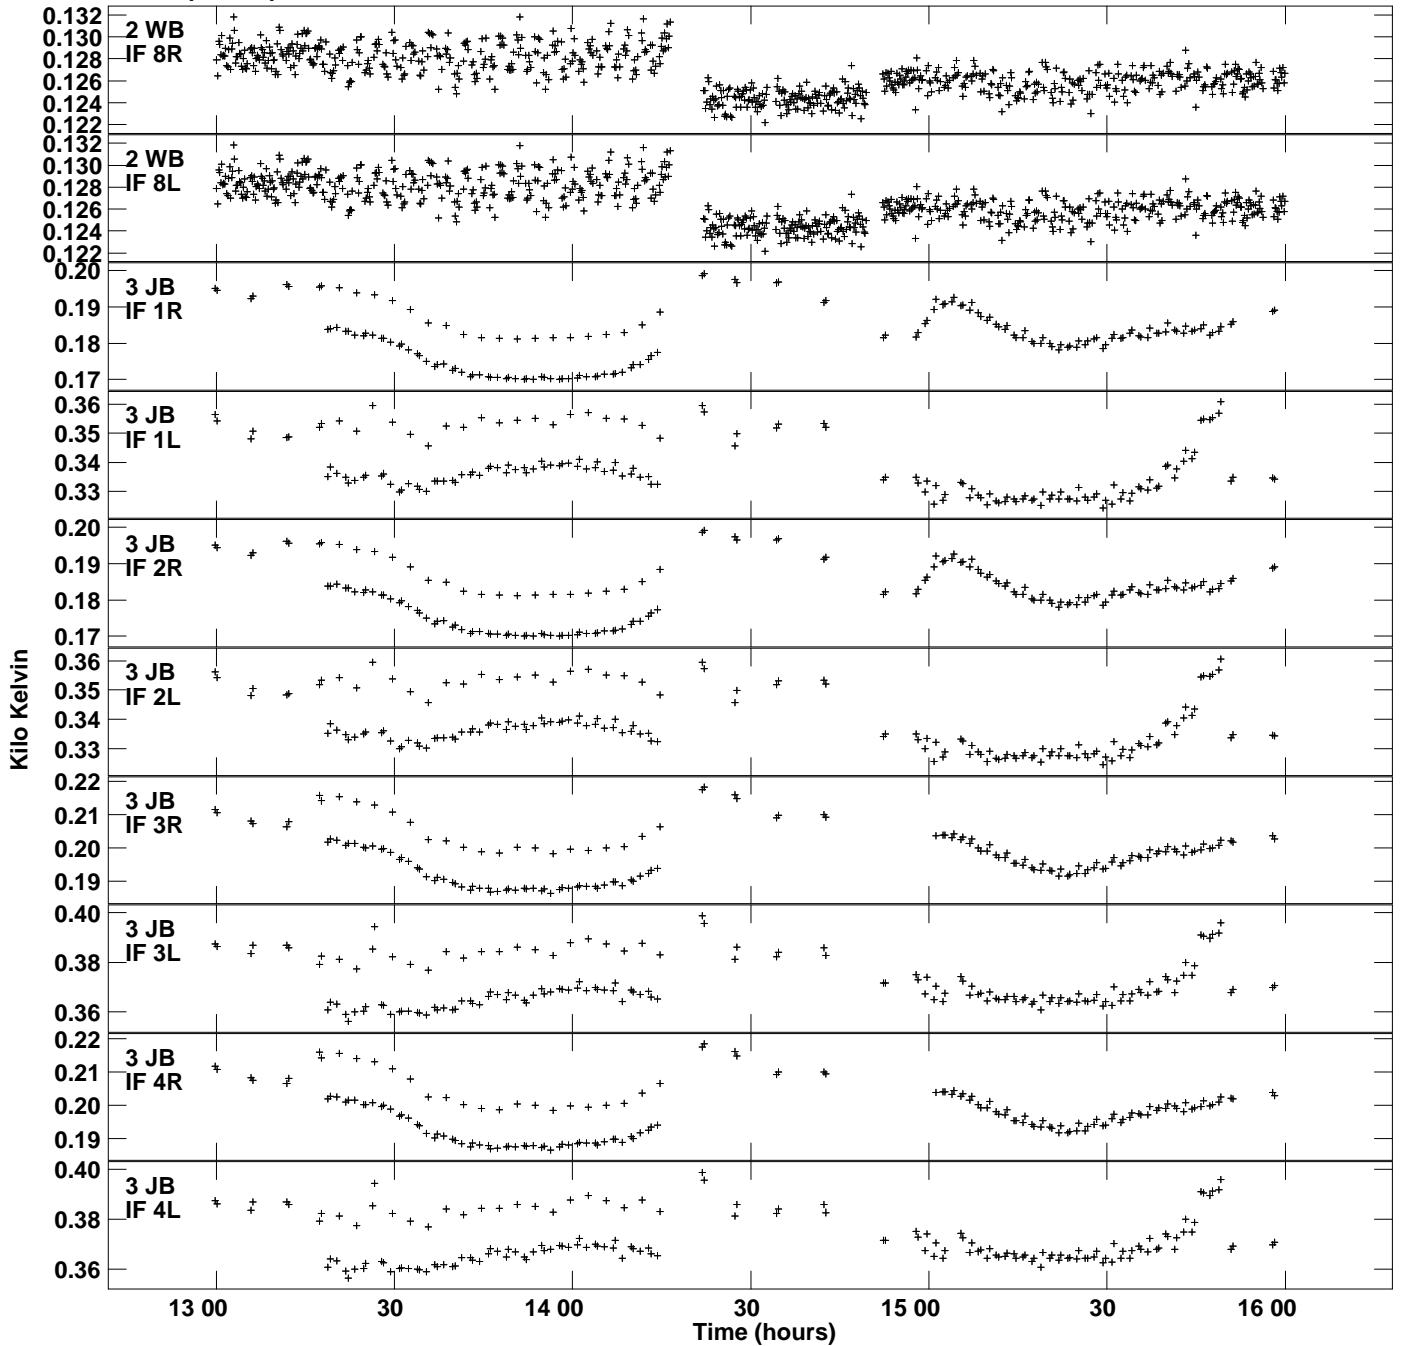 0.132
0.130
0.128
0.126
0.124
0.122
2 WB
IF 8R
0.132
0.130
0.128
0.126
0.124
0.122
2 WB
IF 8L
0.20
0.19
0.18
0.17
3 JB
IF 1R
0.36
0.35
0.34
0.33
3 JB
IF 1L
0.20
0.19
0.18
0.17
3 JB
IF 2R
0.36
0.35
0.34
0.33
3 JB
IF 2L
0.22
0.21
0.20
0.19
3 JB
IF 3R
0.40
0.38
0.36
3 JB
IF 3L
0.22
0.21
0.20
0.19
3 JB
IF 4R
0.40
0.38
0.36
3 JB
IF 4L
Kilo Kelvin
13 00 30 14 00 30 15 00 30 16 00
Time (hours)